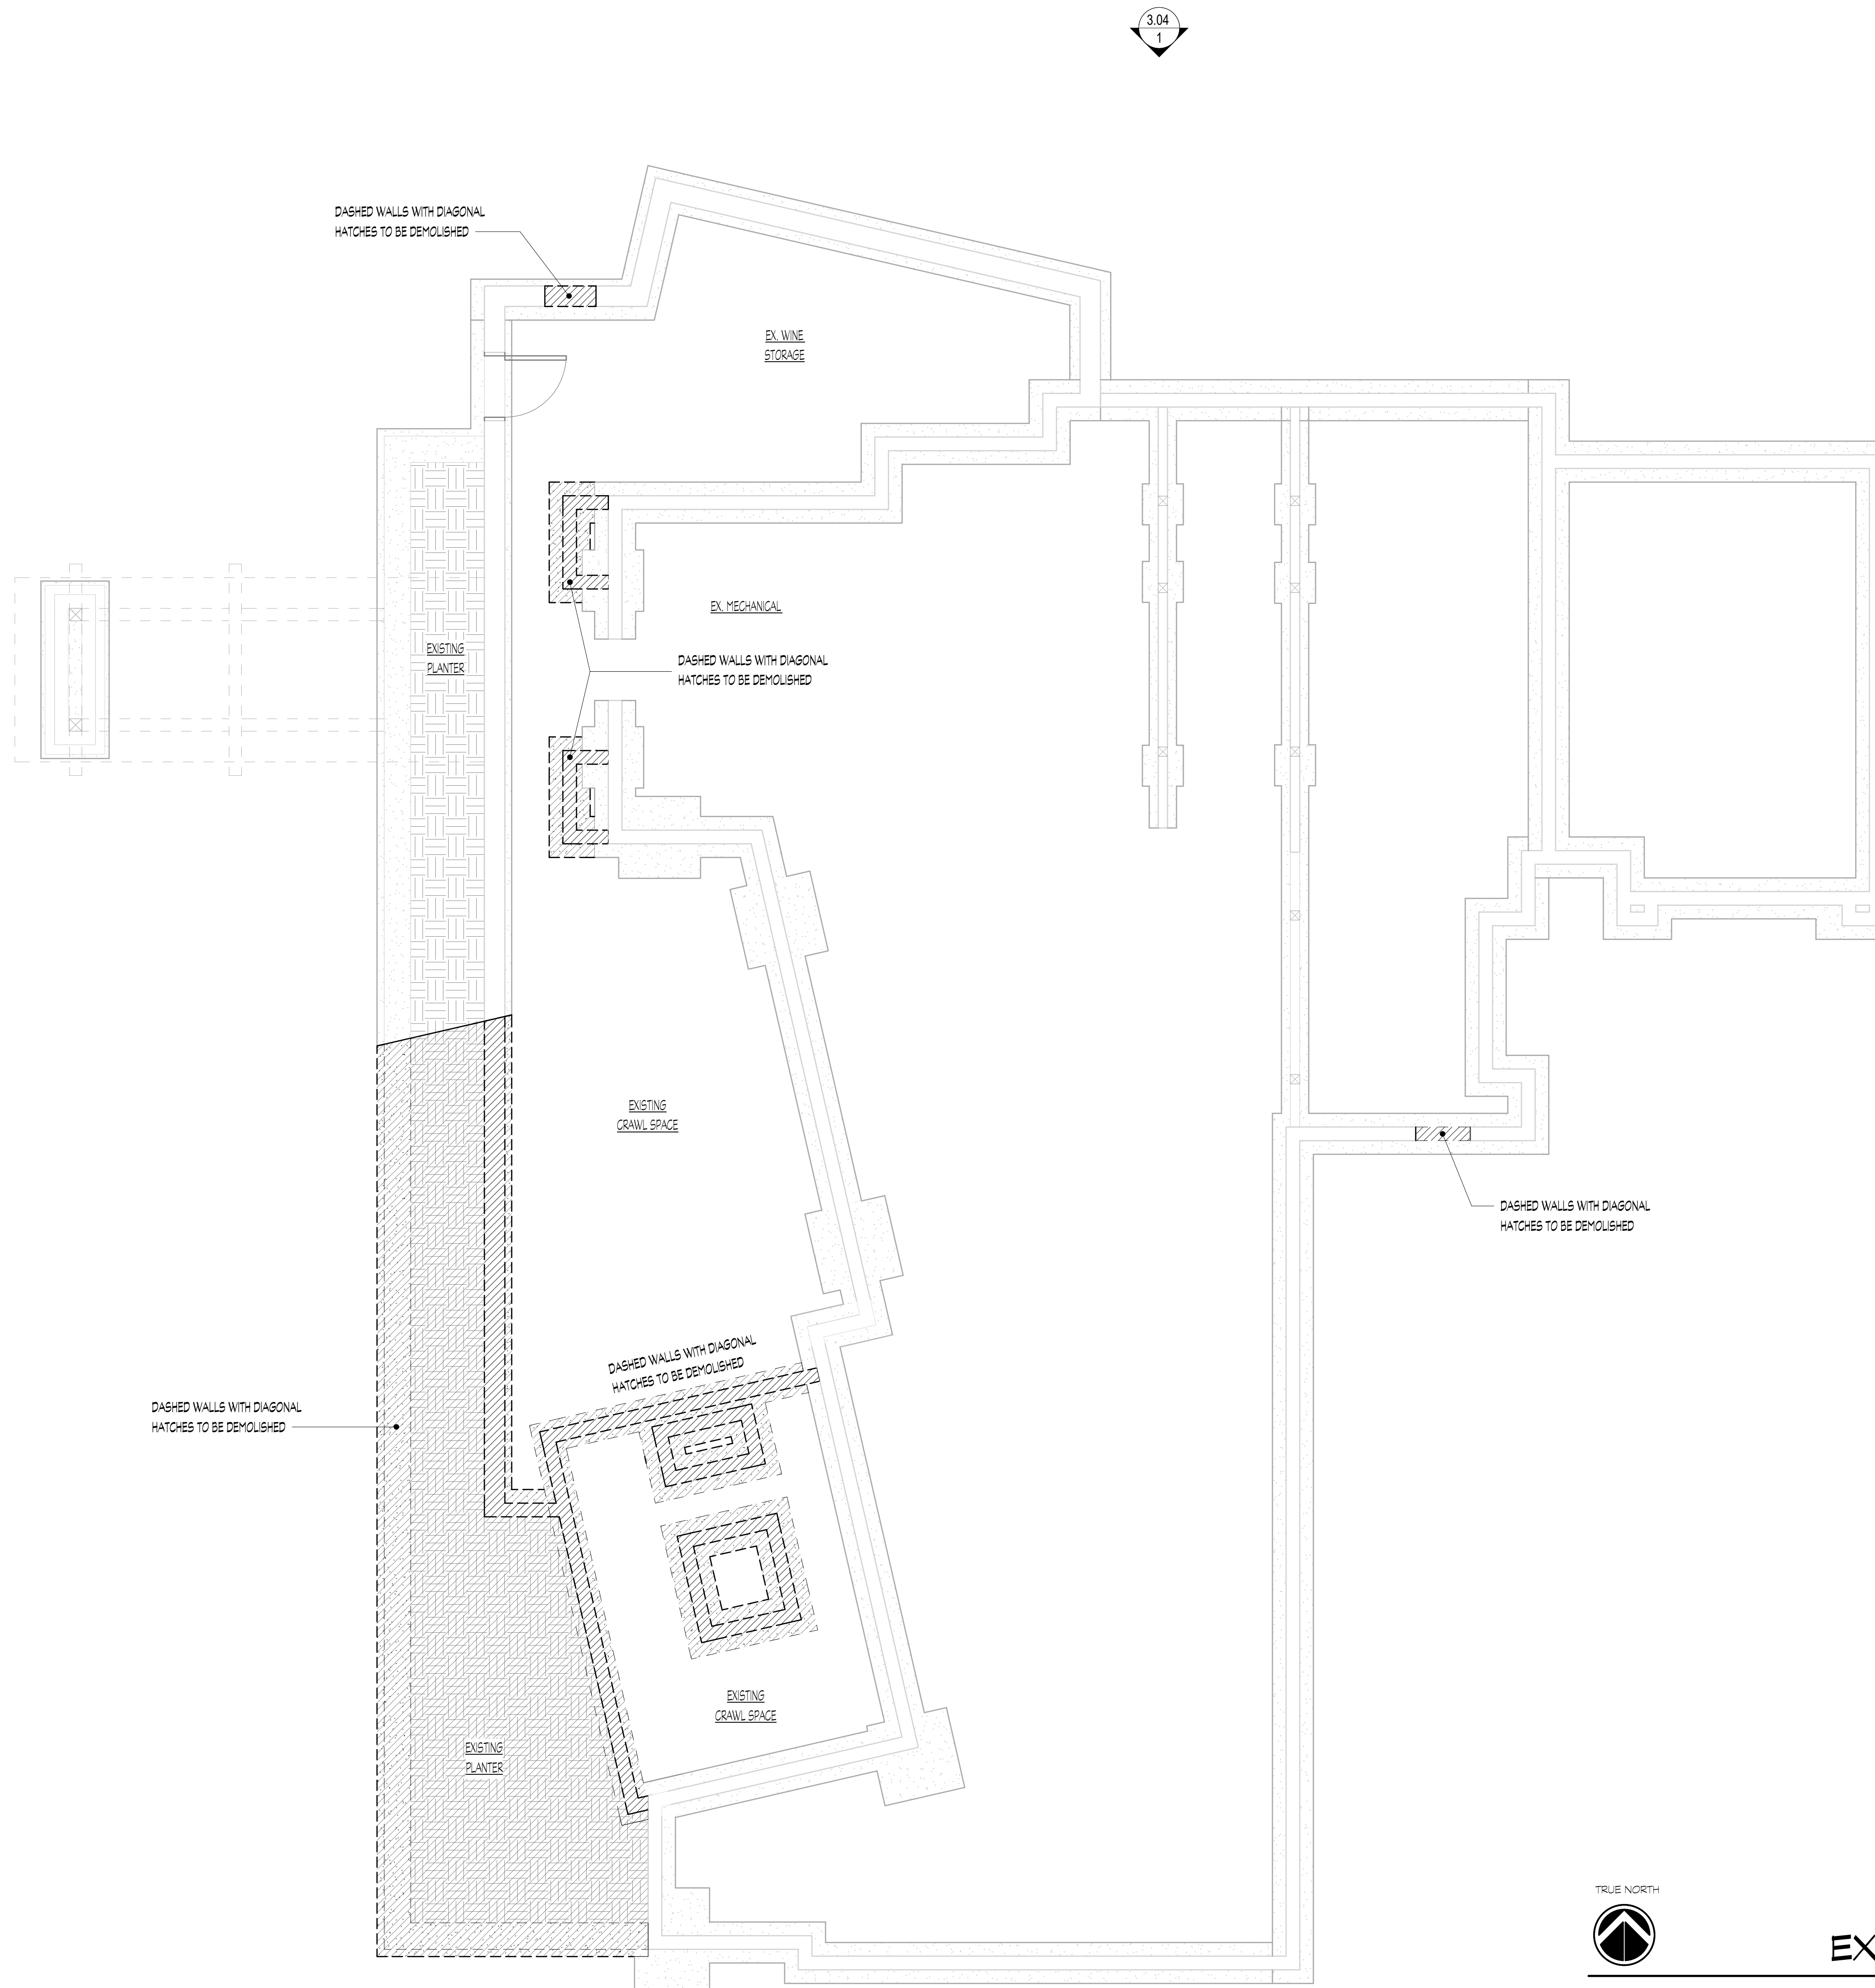 3.04
1
DASHED WALLS WITH DIAGONAL
HATCHES TO BE DEMOLISHED
EX. WINE
STORAGE
EX. MECHANICAL
EXISTING
PLANTER
DASHED WALLS WITH DIAGONAL
HATCHES TO BE DEMOLISHED
EXISTING
CRAWL SPACE
DASHED WALLS WITH DIAGONAL
HATCHES TO BE DEMOLISHED
DASHED WALLS WITH DIAGONAL
HATCHES TO BE DEMOLISHED
DASHED WALLS WITH DIAGONAL
HATCHES TO BE DEMOLISHED
EXISTING
CRAWL SPACE
EXISTING
PLANTER
TRUE NORTH
EX